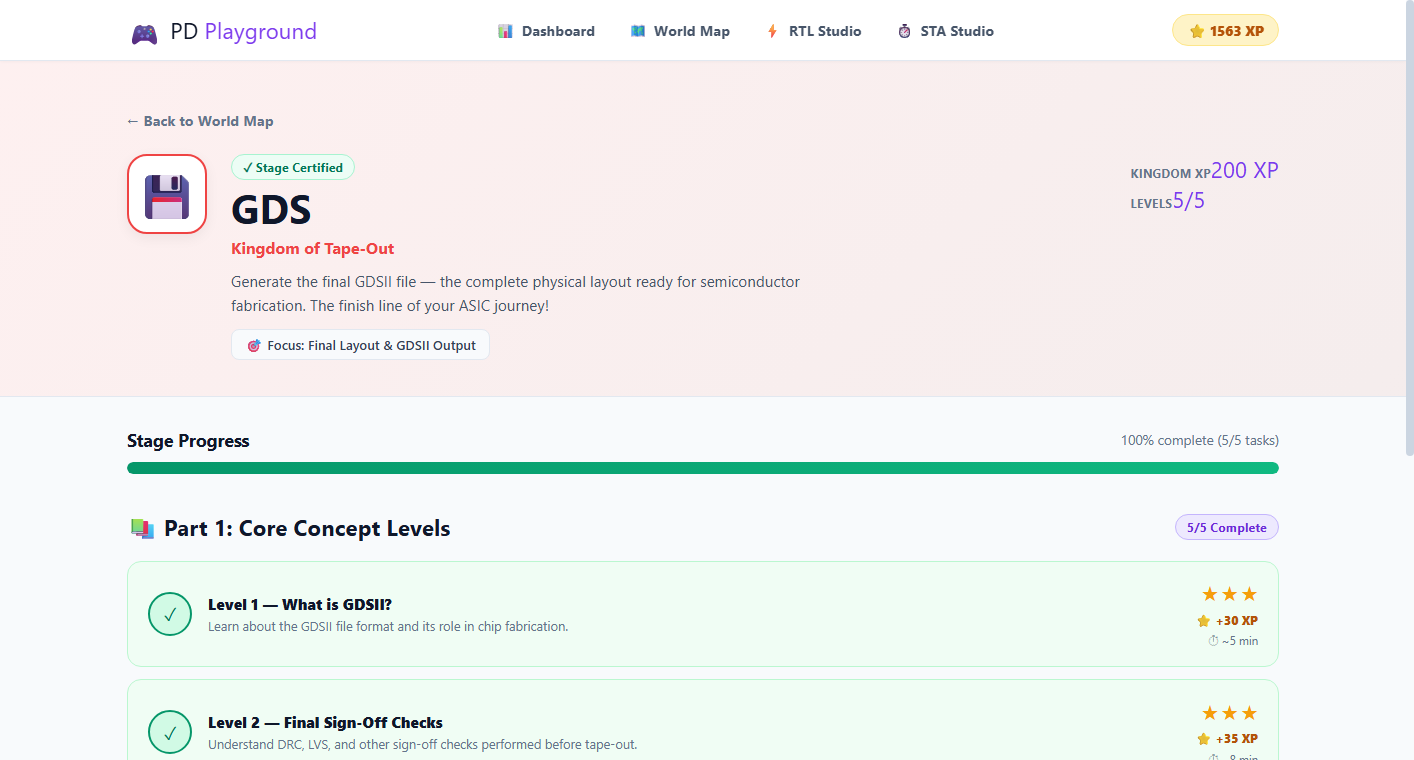 PD Playground
Dashboard
World Map
RTL Studio
STA Studio
1563 XP
← Back to World Map
✓ Stage Certified
GDS
Kingdom of Tape-Out
Generate the final GDSII file — the complete physical layout ready for semiconductor
fabrication. The finish line of your ASIC journey!
Focus: Final Layout & GDSII Output
KINGDOM XP200 XP
LEVELS5/5
Stage Progress
100% complete (5/5 tasks)
Part 1: Core Concept Levels
5/5 Complete
Level 1 — What is GDSII?
Learn about the GDSII file format and its role in chip fabrication.
★★★
+30 XP
~5 min
Level 2 — Final Sign-Off Checks
Understand DRC, LVS, and other sign-off checks performed before tape-out.
★★★
+35 XP